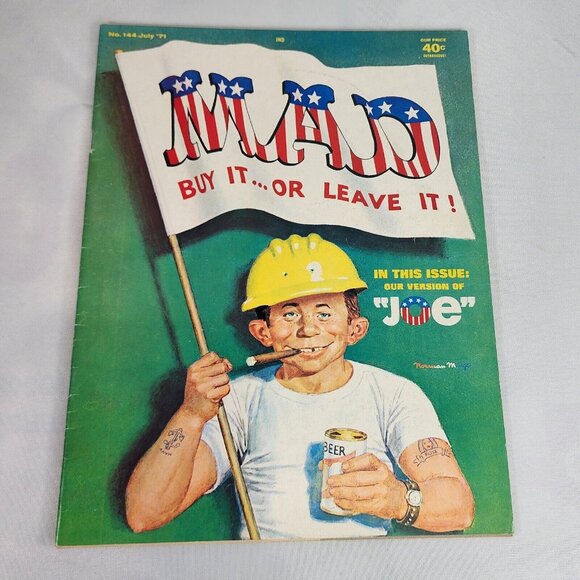 No. 144 July '71
IND
OUR PRICE
40¢
MAD
BUY IT... OR LEAVE IT!
IN THIS ISSUE:
OUR VERSION OF
"JOE"
Norman M
BEER